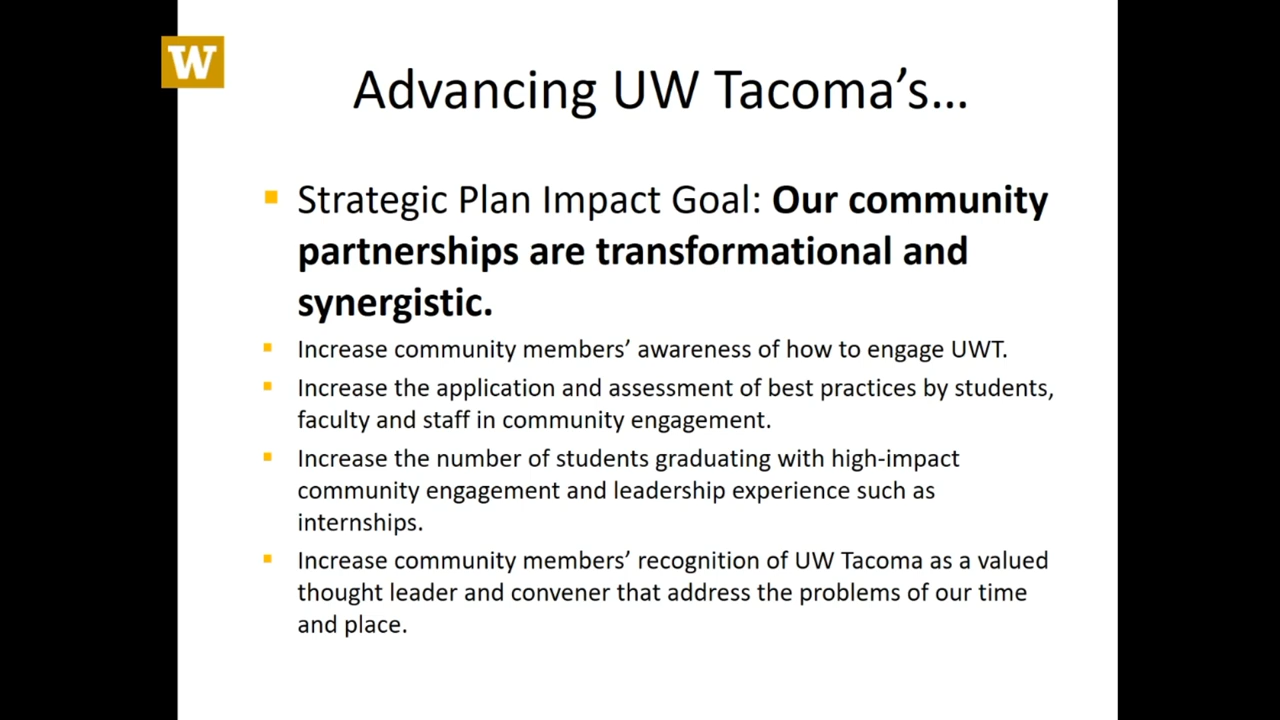 W
Advancing UW Tacoma’s…
Strategic Plan Impact Goal: Our community
partnerships are transformational and
synergistic.
Increase community members’ awareness of how to engage UWT.
Increase the application and assessment of best practices by students,
faculty and staff in community engagement.
Increase the number of students graduating with high-impact
community engagement and leadership experience such as
internships.
Increase community members’ recognition of UW Tacoma as a valued
thought leader and convener that address the problems of our time
and place.